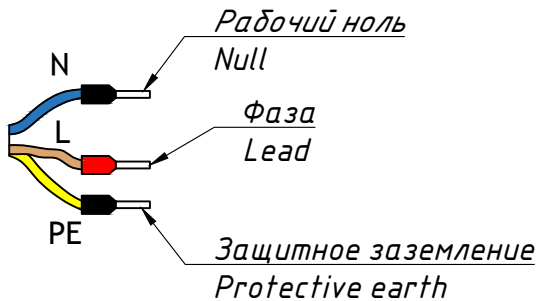 Рабочий ноль
Null
N
Фаза
Lead
L
PE
Защитное заземление
Protective earth